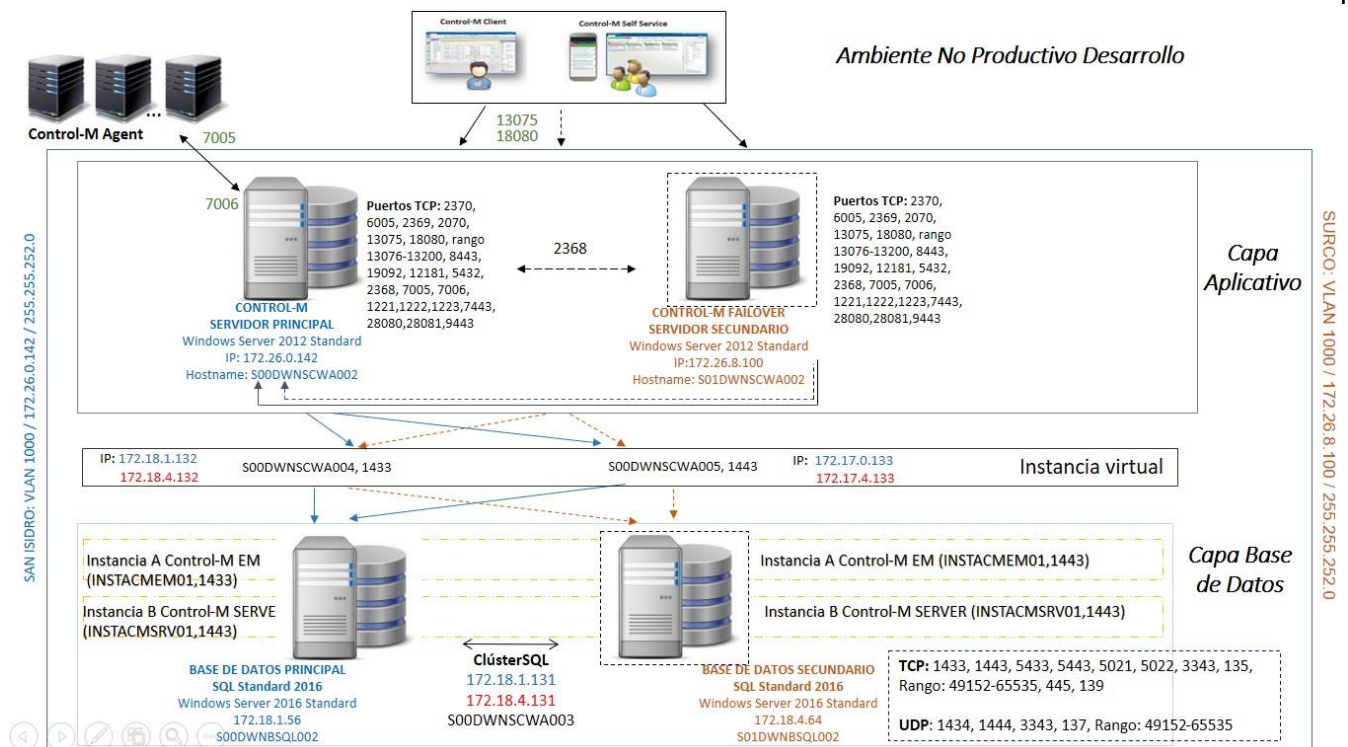 Control-M Client
Control-M Self Service
Ambiente No Productivo Desarrollo
...
Control-M Agent
7005
13075
18080
7006
Puertos TCP: 2370,
6005, 2369, 2070,
13075, 18080, rango
13076-13200, 8443,
19092, 12181, 5432,
2368, 7005, 7006,
1221,1222,1223,7443,
28080,28081,9443
2368
Puertos TCP: 2370,
6005, 2369, 2070,
13075, 18080, rango
13076-13200, 8443,
19092, 12181, 5432,
2368, 7005, 7006,
1221,1222,1223,7443,
28080,28081,9443
Capa
Aplicativo
CONTROL-M
SERVIDOR PRINCIPAL
Windows Server 2012 Standard
IP: 172.26.0.142
Hostname: S00DWNSCWA002
CONTROL-M FAILOVER
SERVIDOR SECUNDARIO
Windows Server 2012 Standard
IP:172.26.8.100
Hostname: S01DWNSCWA002
SAN ISIDRO: VLAN 1000 / 172.26.0.142 / 255.255.252.0
SURCO: VLAN 1000 / 172.26.8.100 / 255.255.252.0
IP: 172.18.1.132
172.18.4.132
S00DWNSCWA004, 1433
S00DWNSCWA005, 1443
IP: 172.17.0.133
172.17.4.133
Instancia virtual
Instancia A Control-M EM
(INSTACMEM01,1433)
Instancia A Control-M EM (INSTACMEM01,1443)
Instancia B Control-M SERVE
(INSTACMSRV01,1443)
Instancia B Control-M SERVER (INSTACMSRV01,1443)
Capa Base
de Datos
BASE DE DATOS PRINCIPAL
SQL Standard 2016
Windows Server 2016 Standard
172.18.1.56
S00DWNBSQL002
ClústerSQL
172.18.1.131
172.18.4.131
S00DWNSCWA003
BASE DE DATOS SECUNDARIO
SQL Standard 2016
Windows Server 2016 Standard
172.18.4.64
S01DWNBSQL002
TCP: 1433, 1443, 5433, 5443, 5021, 5022, 3343, 135,
Rango: 49152-65535, 445, 139
UDP: 1434, 1444, 3343, 137, Rango: 49152-65535